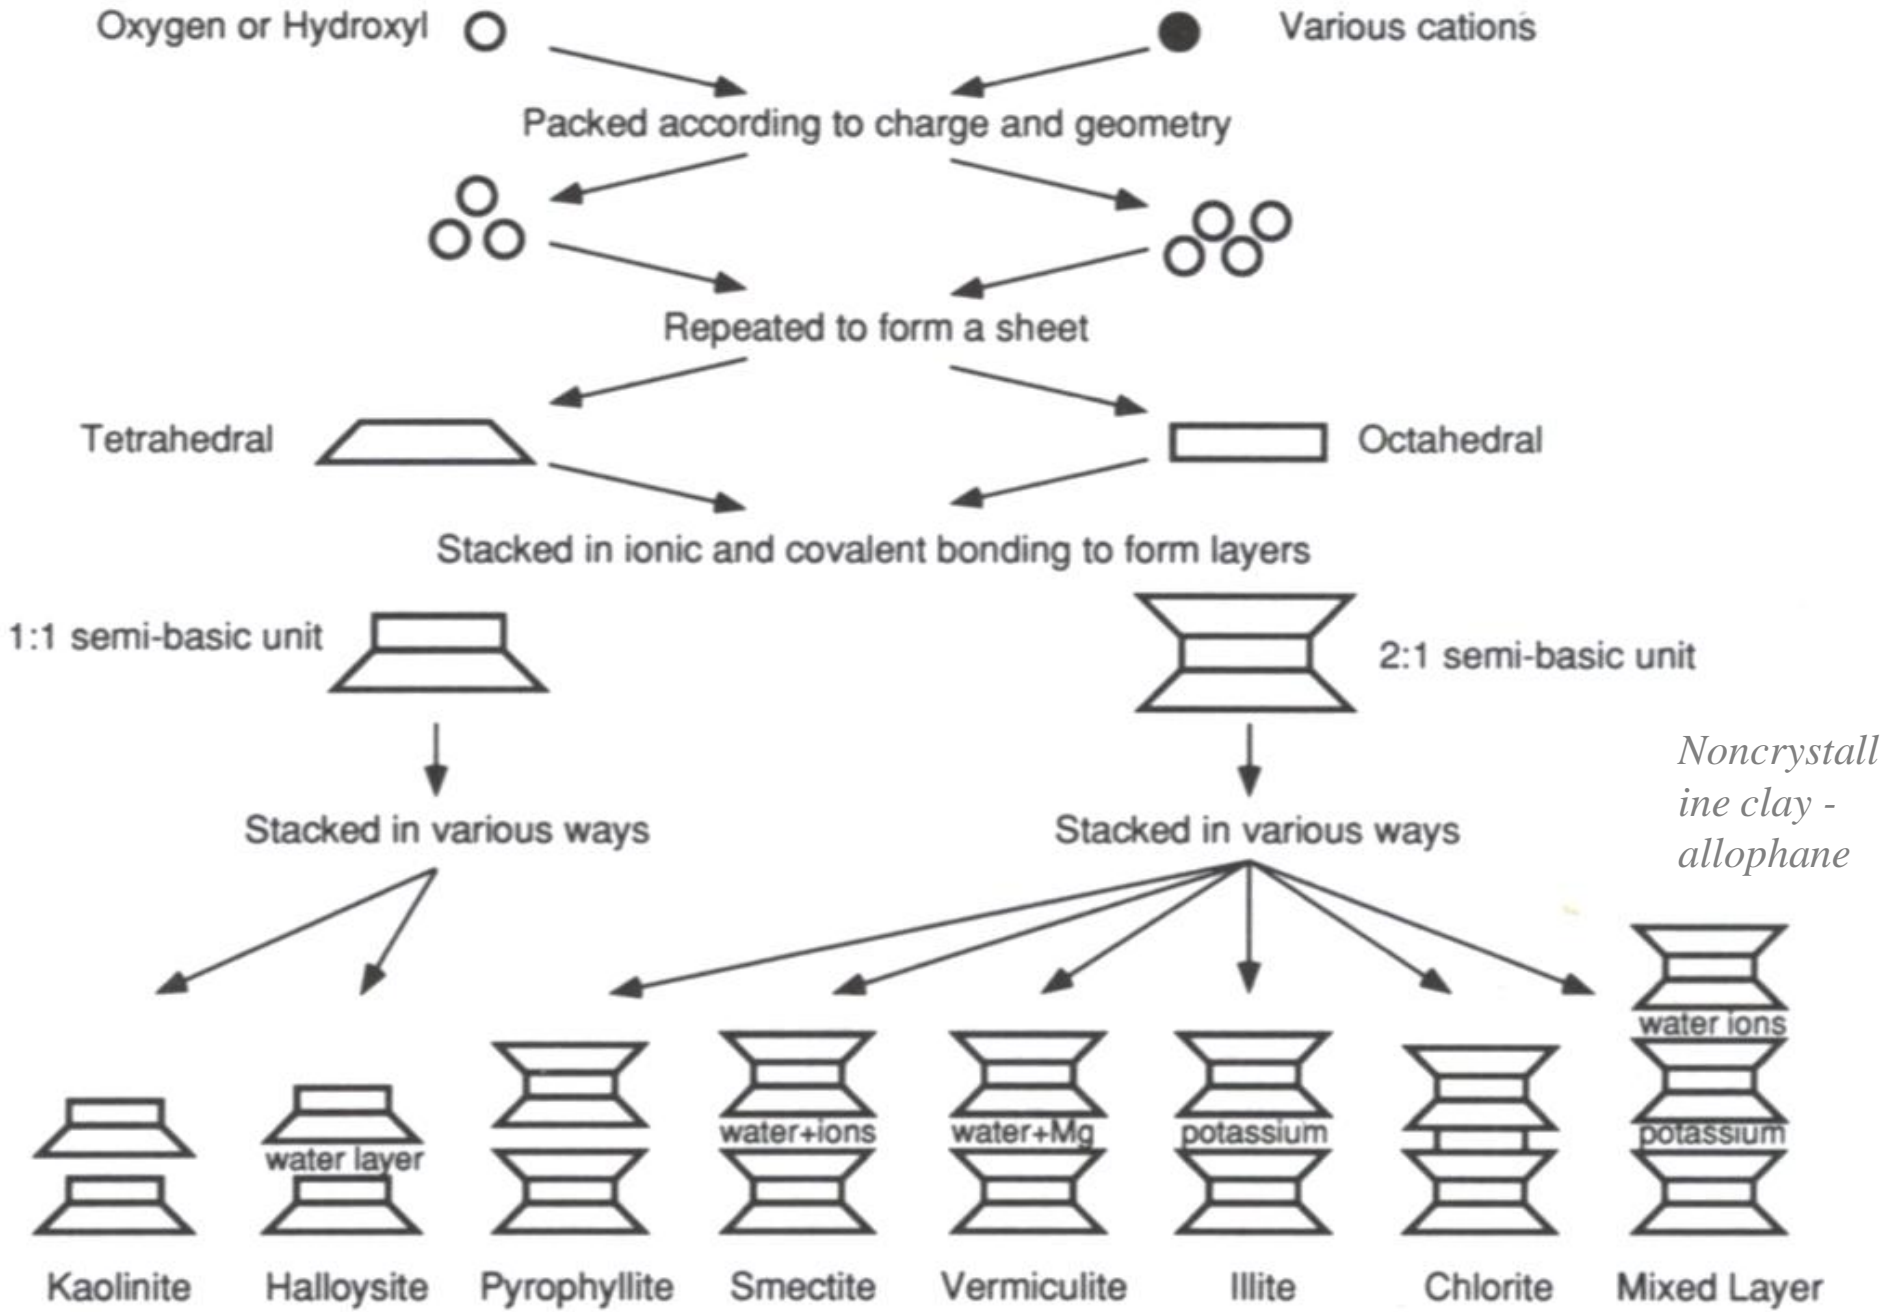 Oxygen or Hydroxyl
Various cations
Packed according to charge and geometry
Repeated to form a sheet
Tetrahedral
Octahedral
Stacked in ionic and covalent bonding to form layers
1:1 semi-basic unit
2:1 semi-basic unit
Noncrystall
ine clay -
allophane
Stacked in various ways
Stacked in various ways
water ions
water+ions
water+Mg
potassium
potassium
water layer
Kaolinite
Halloysite
Pyrophyllite
Smectite
Vermiculite
Illite
Chlorite
Mixed Layer